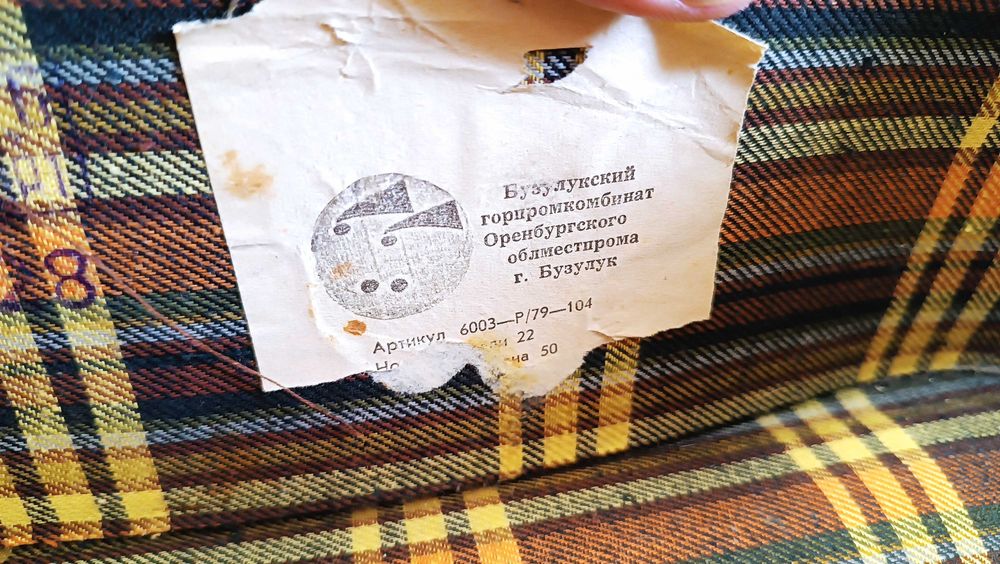 Бузулукский
горпромкомбинат
Оренбургского
облместпрома
г. Бузулук
Артикул 6003—Р/79—104
22
50